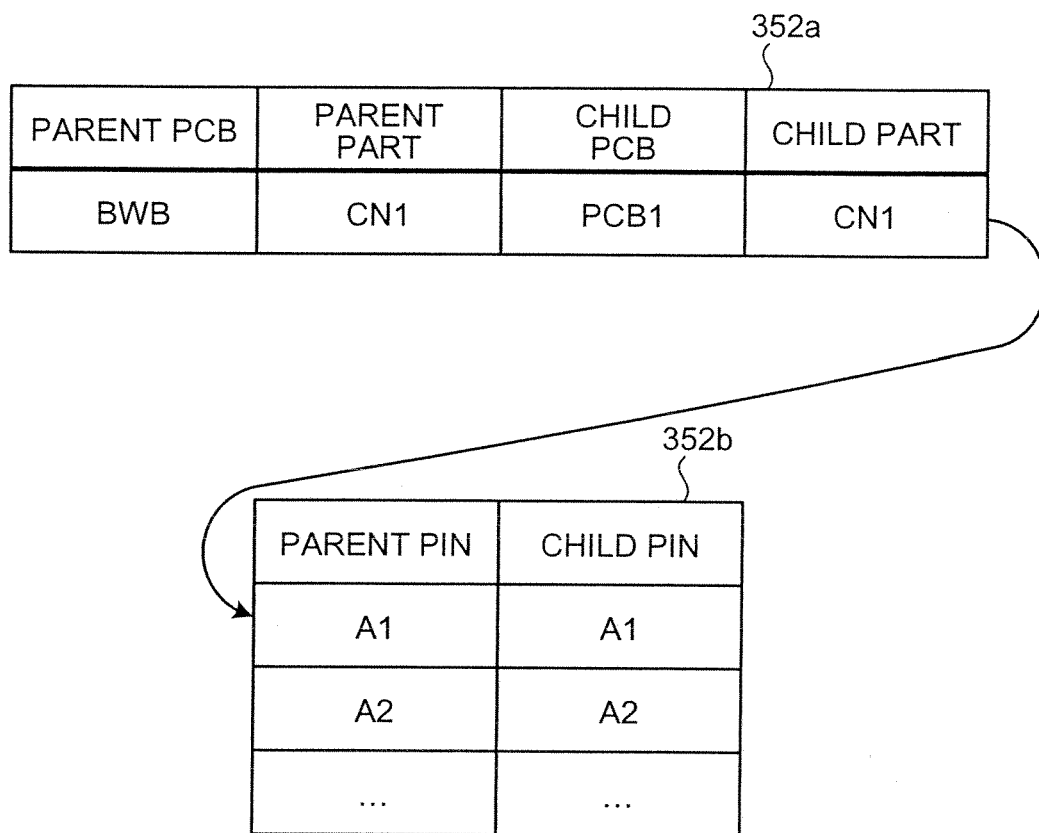 352a
PARENT PCB PARENT PART CHILD PCB CHILD PART
BWB CN1 PCB1 CN1
352b
PARENT PIN CHILD PIN
A1 A1
A2 A2
... ...